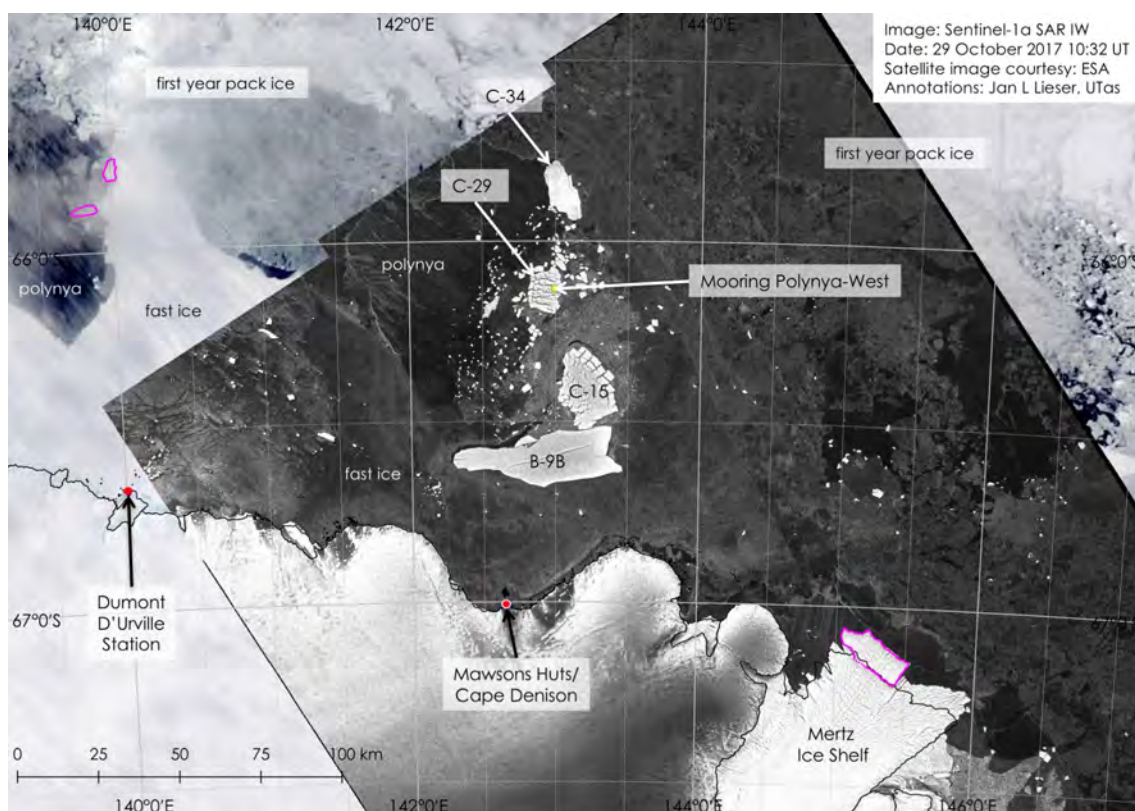 140°0'E
142°0'E
144°0'E
Image: Sentinel-1a SAR IW
Date: 29 October 2017 10:32 UT
Satellite image courtesy: ESA
Annotations: Jan L Lieser, UTas
first year pack ice
C-34
first year pack ice
C-29
66°0'S
polynya
66°0'S
polynya
Mooring Polynya-West
fast ice
C-15
B-9B
fast ice
67°0'S
Dumont
D'Urville
Station
Mawsons Huts/
Cape Denison
Mertz
Ice Shelf
0 25 50 75 100 km
140°0'E
142°0'E
144°0'E
146°0'E